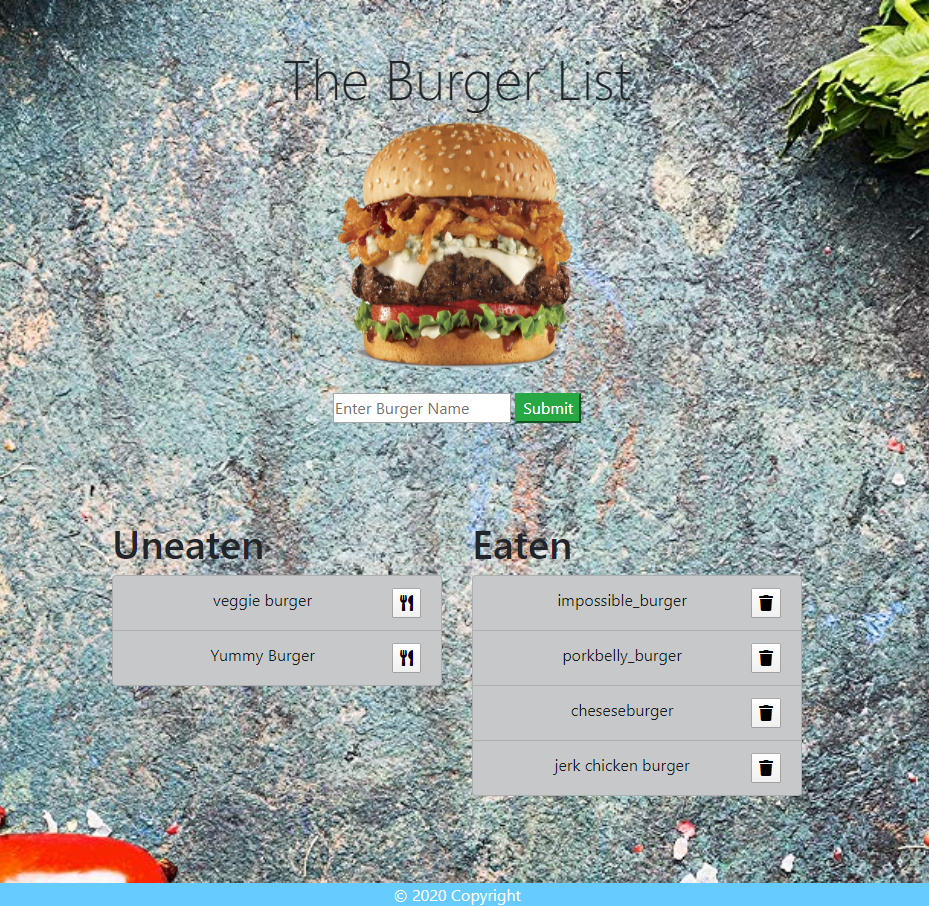 The Burger List
Enter Burger Name Submit
Uneaten
veggie burger
Yummy Burger
Eaten
impossible_burger
porkbelly_burger
cheseseburger
jerk chicken burger
© 2020 Copyright